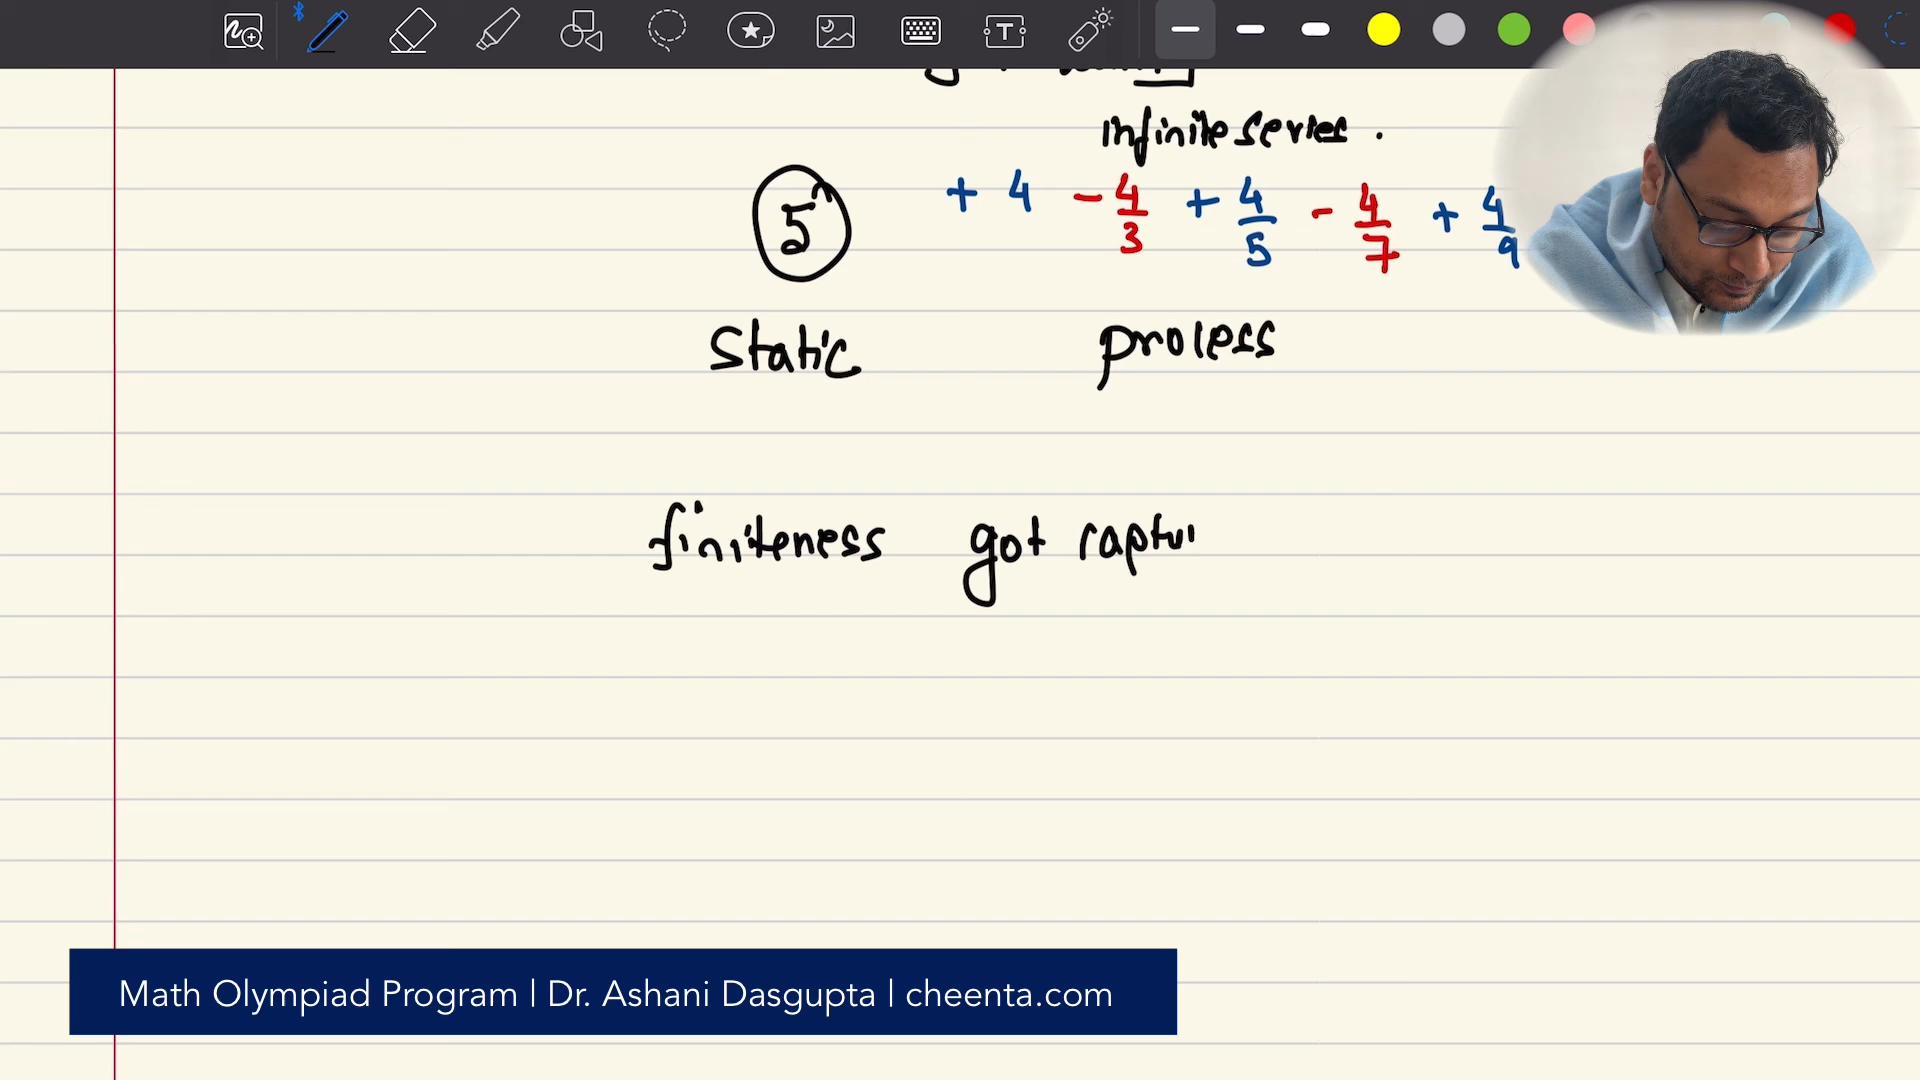 infinite series .
5 + 4 - 4/3 + 4/5 - 4/7 + 4/9
Static process
finiteness got captu
Math Olympiad Program | Dr. Ashani Dasgupta | cheenta.com